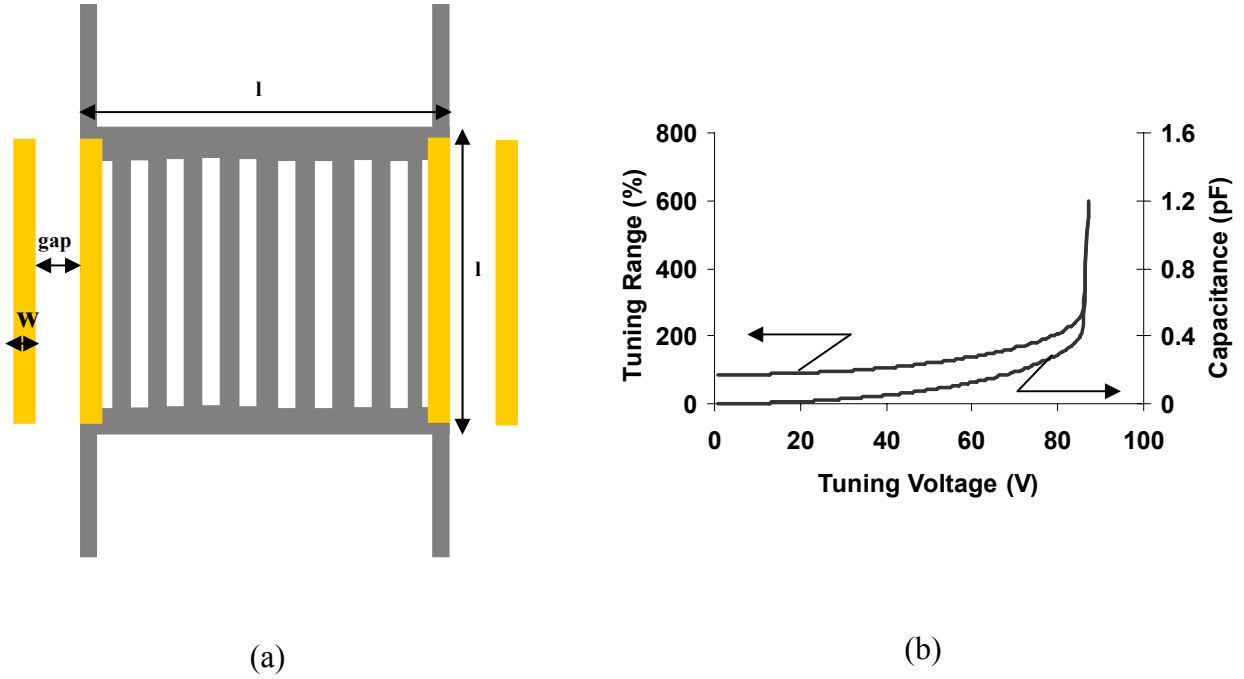 l
gap
w
l
(a)
800
600
400
200
0
Tuning Range (%)
1.6
1.2
0.8
0.4
0
Capacitance (pF)
0 20 40 60 80 100
Tuning Voltage (V)
(b)